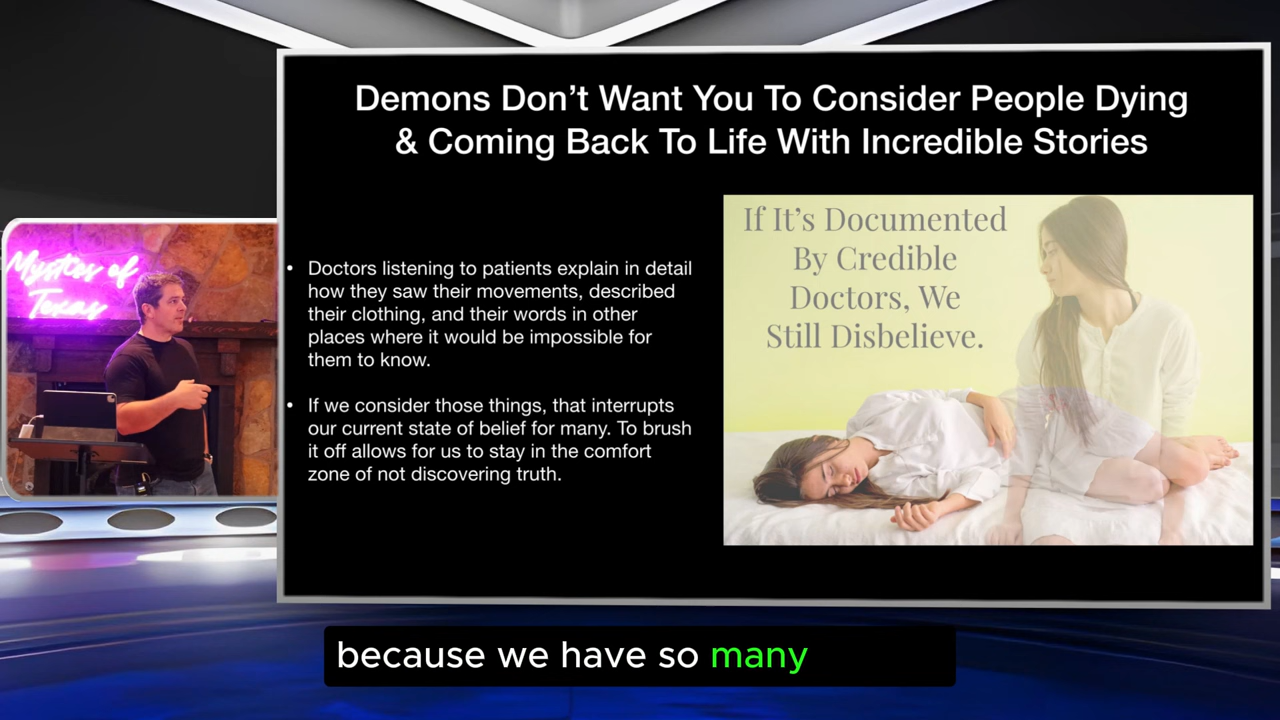 Demons Don’t Want You To Consider People Dying
& Coming Back To Life With Incredible Stories
Mystics of
Texas
• Doctors listening to patients explain in detail
how they saw their movements, described
their clothing, and their words in other
places where it would be impossible for
them to know.
• If we consider those things, that interrupts
our current state of belief for many. To brush
it off allows for us to stay in the comfort
zone of not discovering truth.
If It’s Documented
By Credible
Doctors, We
Still Disbelieve.
because we have so many